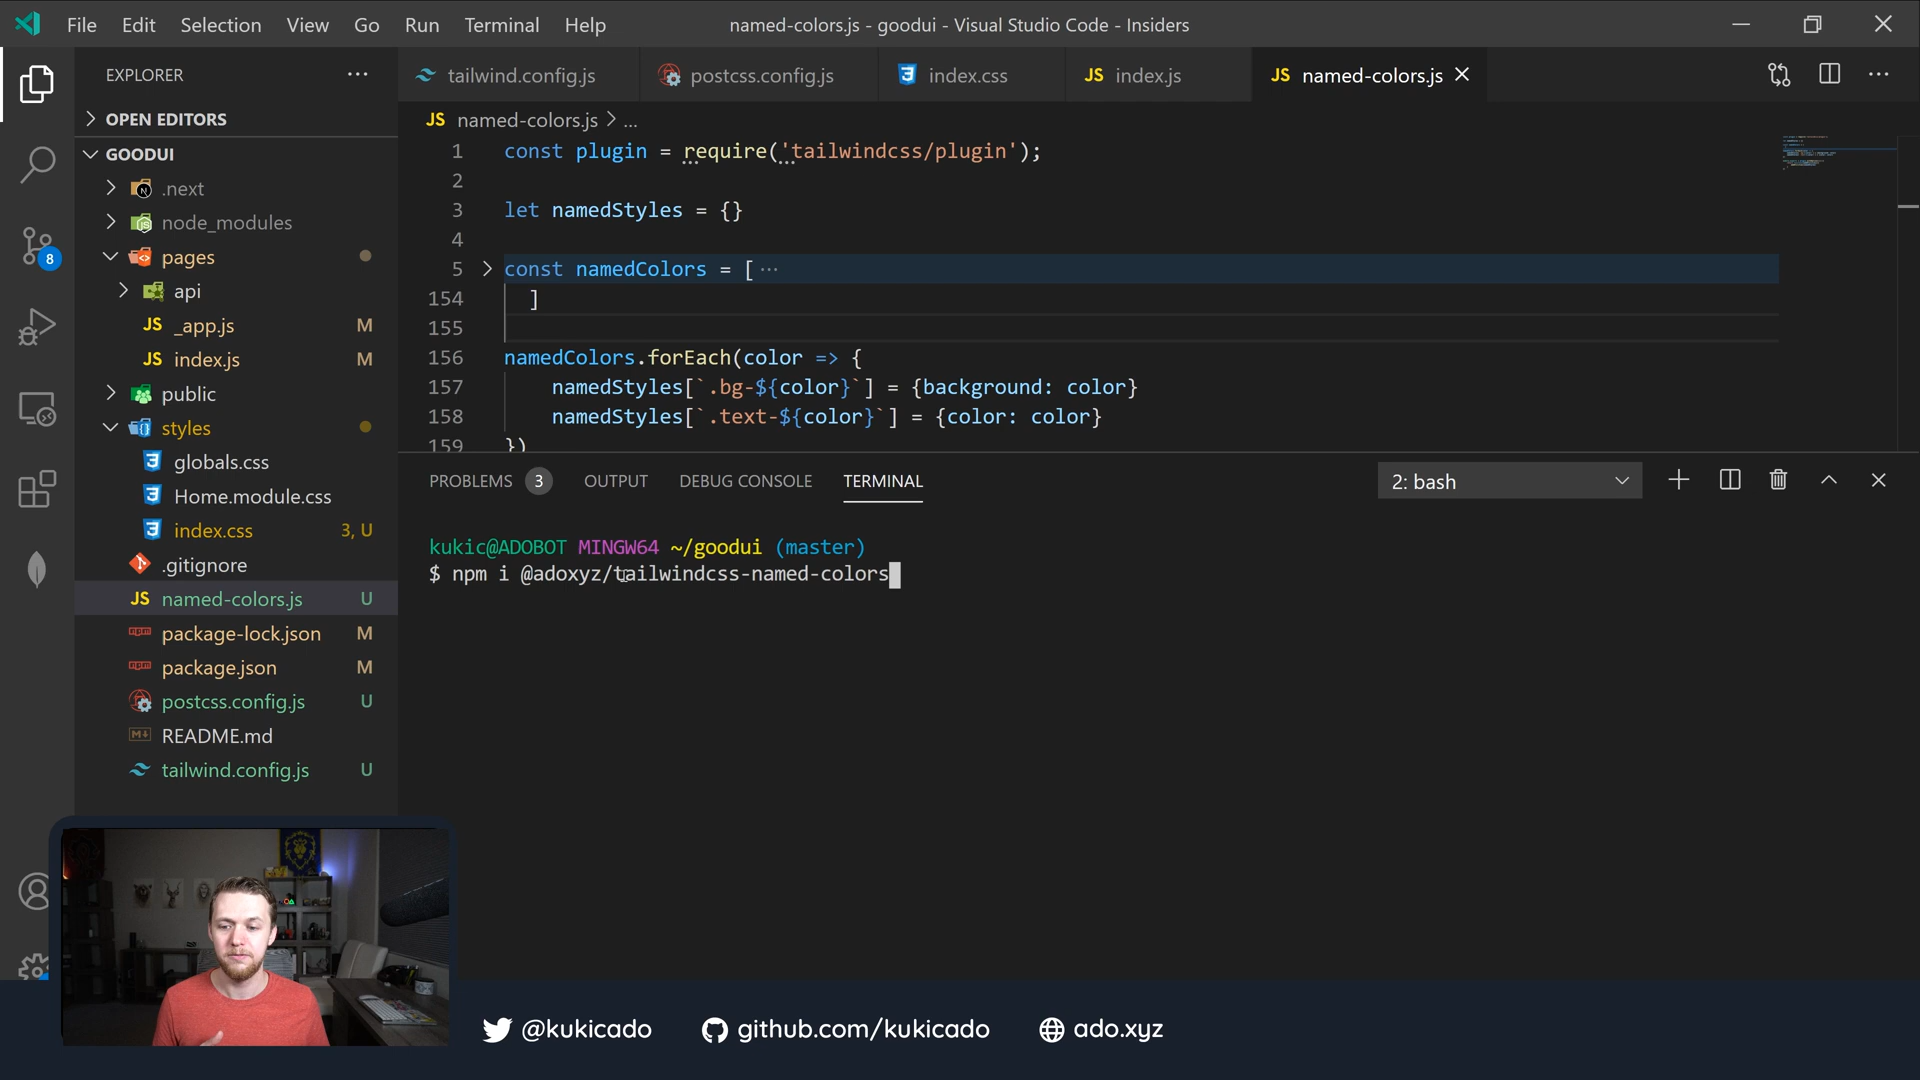 File Edit Selection View Go Run Terminal Help named-colors.js - goodui - Visual Studio Code - Insiders
EXPLORER ...
tailwind.config.js postcss.config.js index.css JS index.js JS named-colors.js
OPEN EDITORS
JS named-colors.js > ...
GOODUI
.next
node_modules
pages
api
JS _app.js M
JS index.js M
public
styles
globals.css
Home.module.css
index.css 3, U
.gitignore
JS named-colors.js U
package-lock.json M
package.json M
postcss.config.js U
README.md
tailwind.config.js U
8
1 const plugin = require('tailwindcss/plugin');
2
3 let namedStyles = {}
4
5 const namedColors = [ ...
154 ]
155
156 namedColors.forEach(color => {
157 namedStyles[`.bg-${color}`] = {background: color}
158 namedStyles[`.text-${color}`] = {color: color}
159 })
PROBLEMS 3 OUTPUT DEBUG CONSOLE TERMINAL 2: bash
kukic@ADOBOT MINGW64 ~/goodui (master)
$ npm i @adoxyz/tailwindcss-named-colors
@kukicado github.com/kukicado ado.xyz